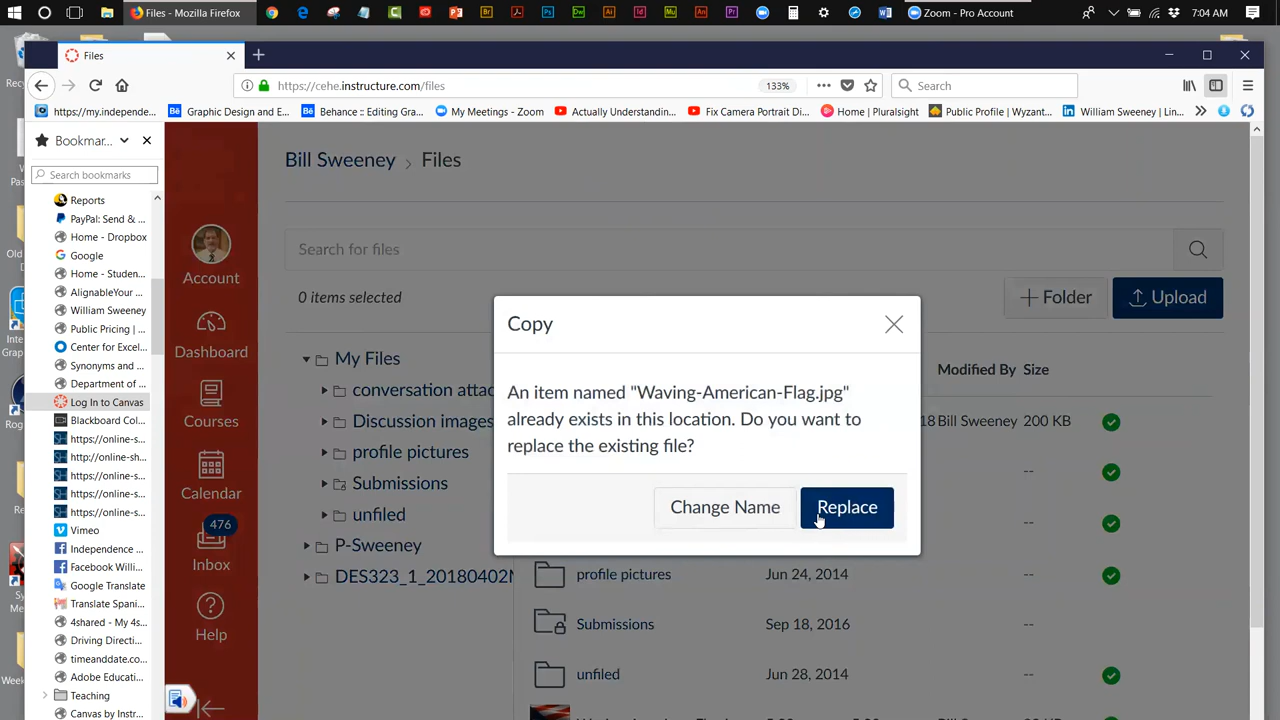 Files - Mozilla Firefox
Zoom - Pro Account
7:04 AM
Files
https://cehe.instructure.com/files
133%
Search
https://my.independe...
Graphic Design and E...
Behance :: Editing Gra...
My Meetings - Zoom
Actually Understandin...
Fix Camera Portrait Di...
Home | Pluralsight
Public Profile | Wyzant...
William Sweeney | Lin...
Bookmar...
Search bookmarks
Reports
PayPal: Send & ...
Home - Dropbox
Google
Home - Studen...
AlignableYour ...
William Sweeney
Public Pricing | ...
Center for Excel...
Synonyms and ...
Department of ...
Log In to Canvas
Blackboard Col...
https://online-s...
http://online-sh...
https://online-s...
https://online-s...
https://online-s...
Vimeo
Independence ...
Facebook Willi...
Google Translate
Translate Spani...
4shared - My 4s...
Driving Directi...
timeanddate.co...
Adobe Educati...
Teaching
Canvas by Instr...
Account
Dashboard
Courses
Calendar
476
Inbox
Help
Bill Sweeney › Files
Search for files
0 items selected
Folder
Upload
My Files
conversation attac
Discussion images
profile pictures
Submissions
unfiled
P-Sweeney
DES323_1_20180402M
Modified By Size
18 Bill Sweeney 200 KB
--
--
profile pictures Jun 24, 2014 --
Submissions Sep 18, 2016 --
unfiled Jun 28, 2014 --
Copy
An item named "Waving-American-Flag.jpg"
already exists in this location. Do you want to
replace the existing file?
Change Name
Replace